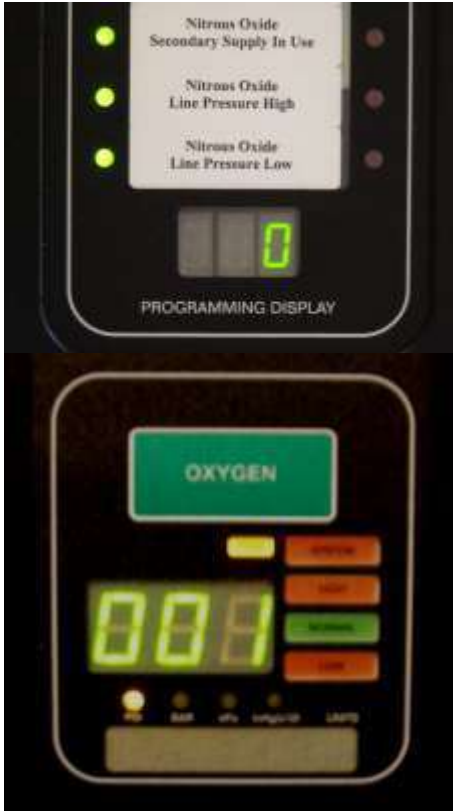 Nitrous Oxide
Secondary Supply In Use
Nitrous Oxide
Line Pressure High
Nitrous Oxide
Line Pressure Low
0
PROGRAMMING DISPLAY
OXYGEN
HIGH
NORMAL
LOW
001
PSI BAR kPa UNITS